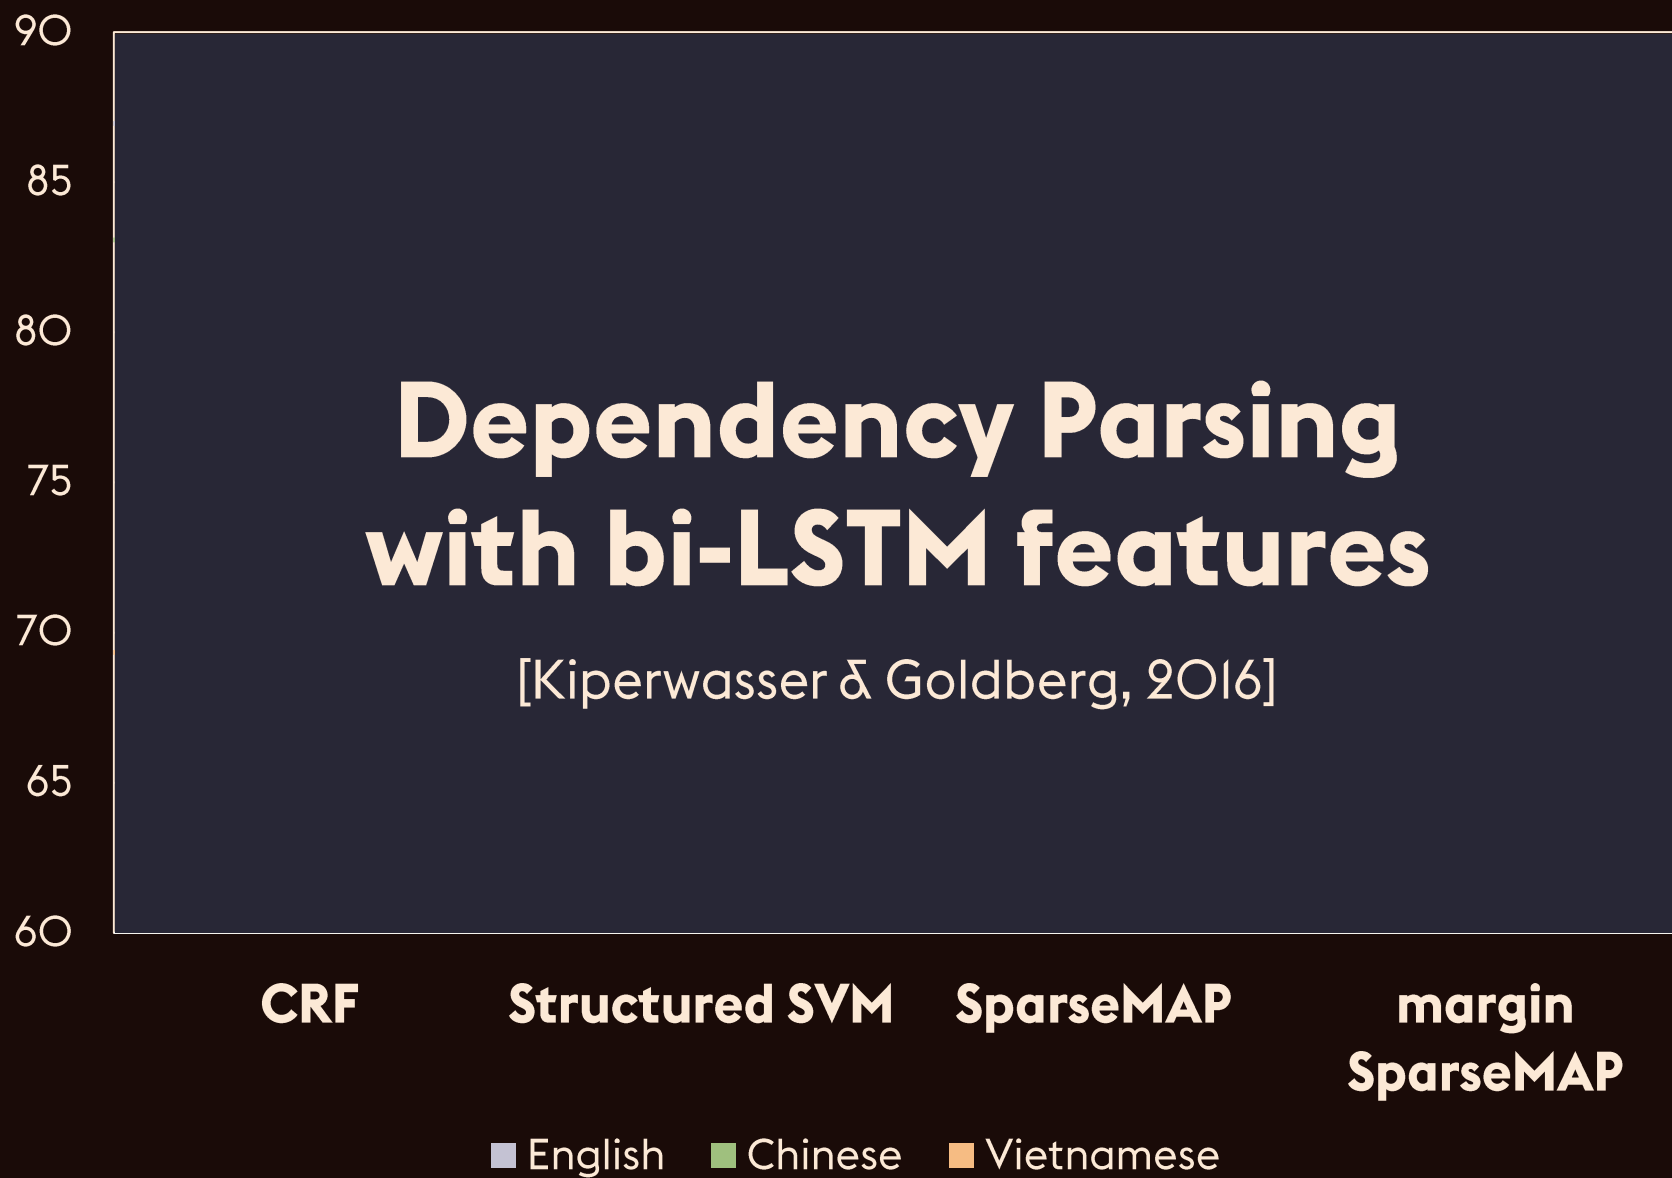 90
85
80
75
70
65
60
Dependency Parsing
with bi-LSTM features
[Kiperwasser & Goldberg, 2016]
CRF
Structured SVM
SparseMAP
margin
SparseMAP
English
Chinese
Vietnamese